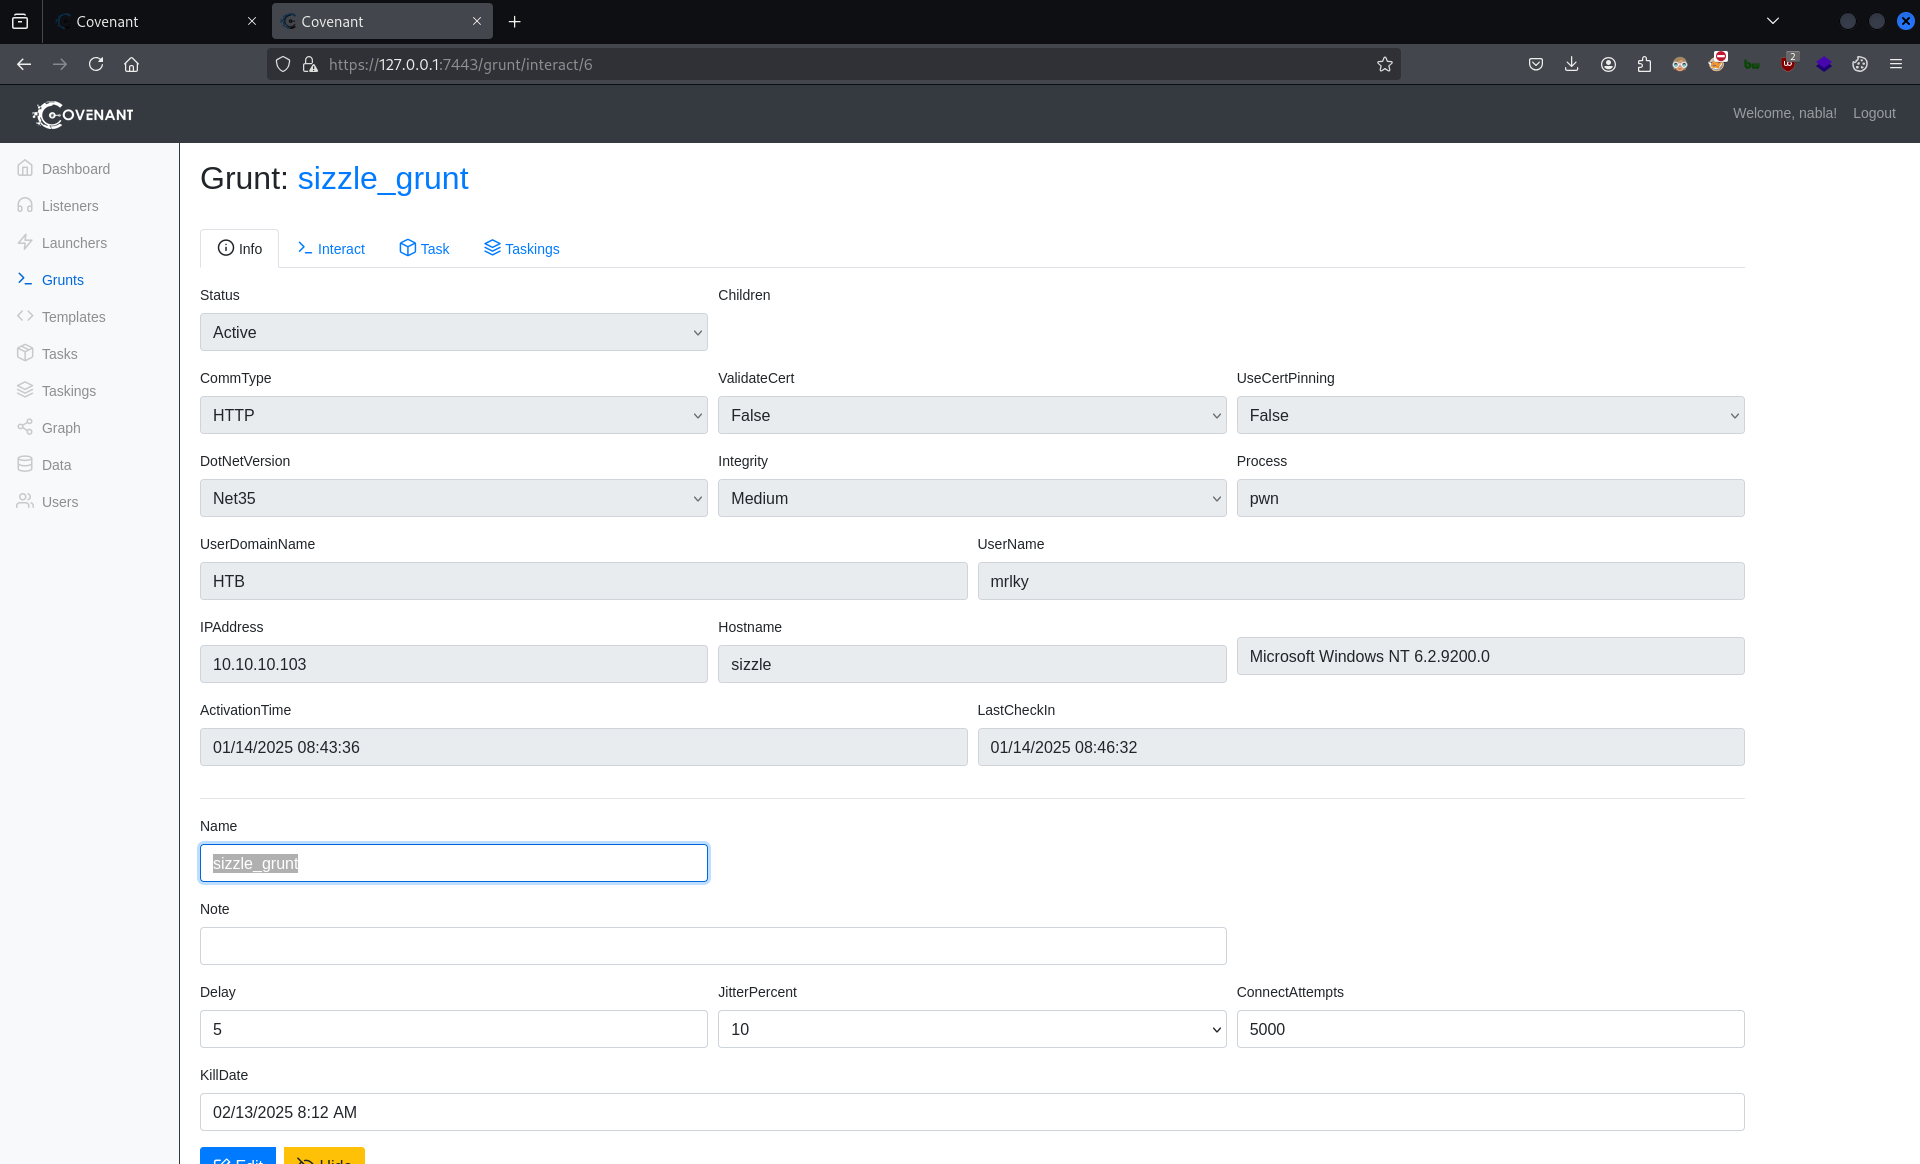 Covenant
Covenant
https://127.0.0.1:7443/grunt/interact/6
2
COVENANT
Welcome, nabla!
Logout
Dashboard
Listeners
Launchers
Grunts
Templates
Tasks
Taskings
Graph
Data
Users
Grunt: sizzle_grunt
Info
Interact
Task
Taskings
Status
Children
Active
CommType
ValidateCert
UseCertPinning
HTTP
False
False
DotNetVersion
Integrity
Process
Net35
Medium
pwn
UserDomainName
UserName
HTB
mrlky
IPAddress
Hostname
10.10.10.103
sizzle
Microsoft Windows NT 6.2.9200.0
ActivationTime
LastCheckIn
01/14/2025 08:43:36
01/14/2025 08:46:32
Name
sizzle_grunt
Note
Delay
JitterPercent
ConnectAttempts
5
10
5000
KillDate
02/13/2025 8:12 AM
Edit
Hide